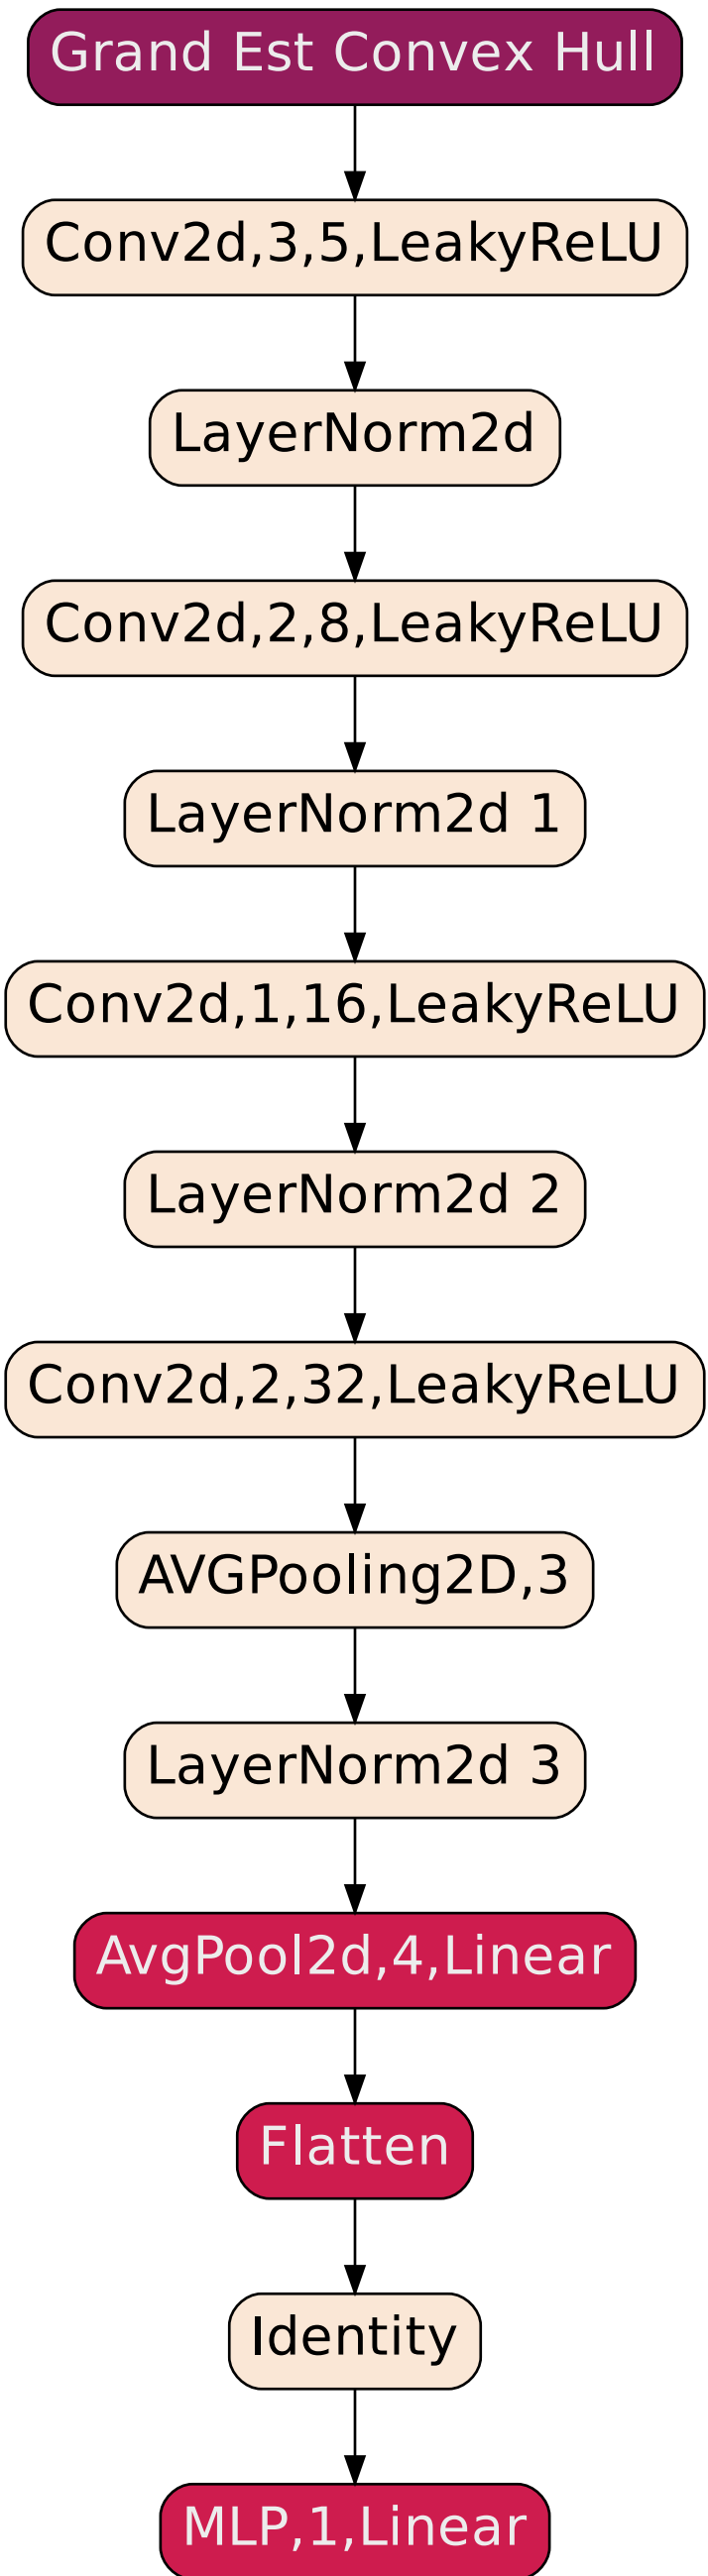 Grand Est Convex Hull
Conv2d,3,5,LeakyReLU
LayerNorm2d
Conv2d,2,8,LeakyReLU
LayerNorm2d 1
Conv2d,1,16,LeakyReLU
LayerNorm2d 2
Conv2d,2,32,LeakyReLU
AVGPooling2D,3
LayerNorm2d 3
AvgPool2d,4,Linear
Flatten
Identity
MLP,1,Linear